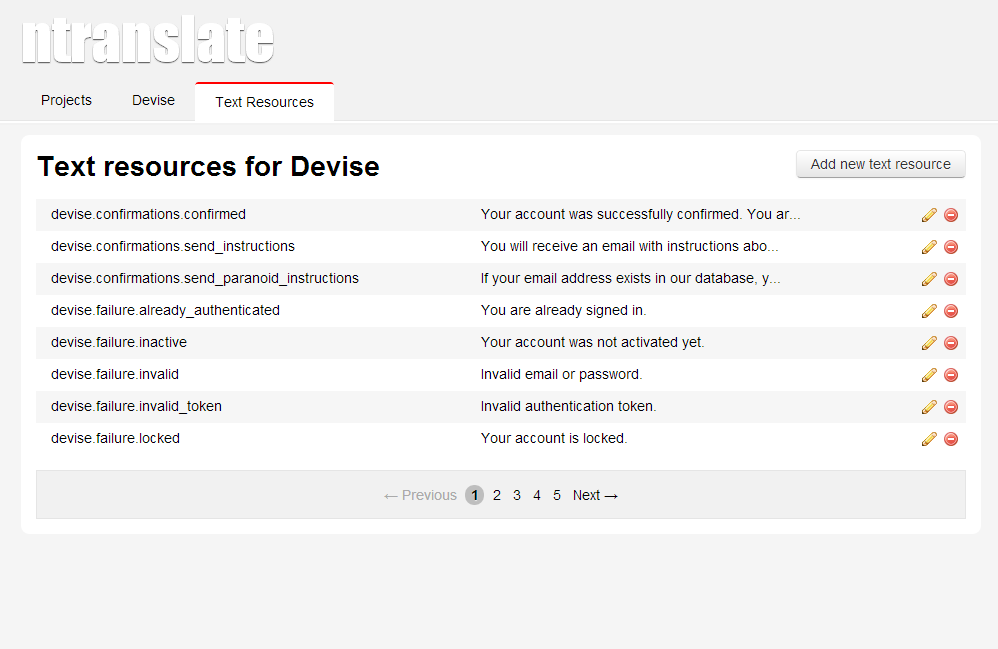 ntranslate
Projects Devise Text Resources
Text resources for Devise Add new text resource
devise.confirmations.confirmed Your account was successfully confirmed. You ar...
devise.confirmations.send_instructions You will receive an email with instructions abo...
devise.confirmations.send_paranoid_instructions If your email address exists in our database, y...
devise.failure.already_authenticated You are already signed in.
devise.failure.inactive Your account was not activated yet.
devise.failure.invalid Invalid email or password.
devise.failure.invalid_token Invalid authentication token.
devise.failure.locked Your account is locked.
← Previous 1 2 3 4 5 Next →